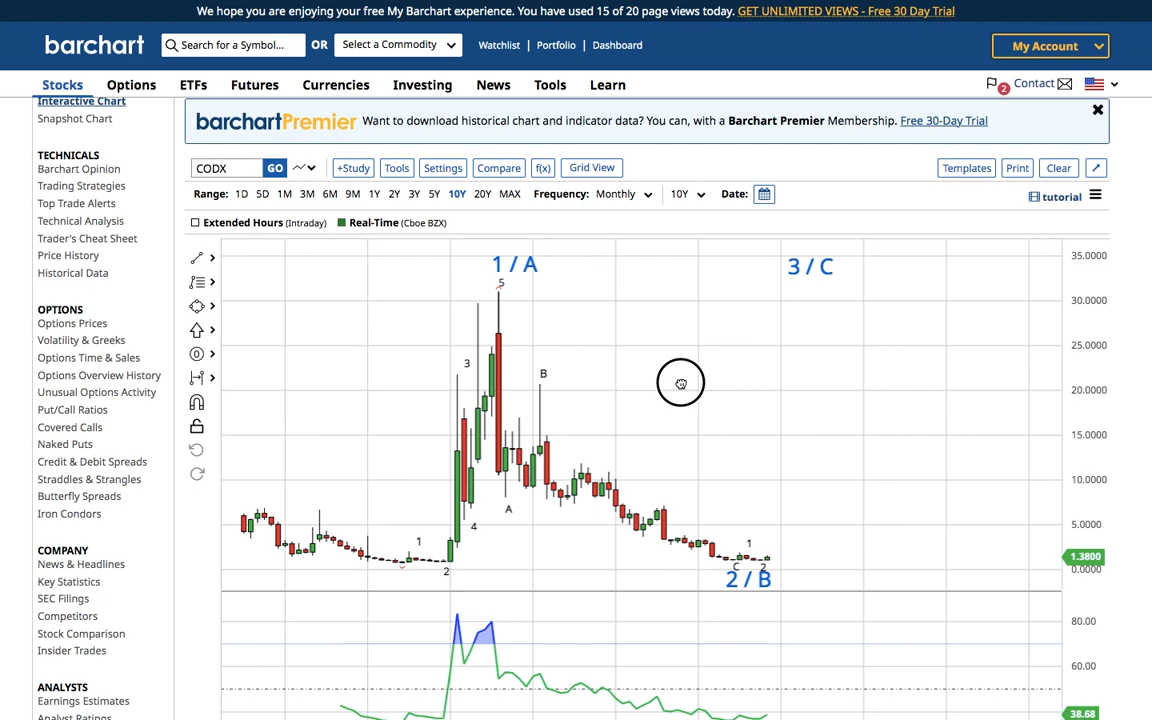 We hope you are enjoying your free My Barchart experience. You have used 15 of 20 page views today. GET UNLIMITED VIEWS - Free 30 Day Trial
barchart Search for a Symbol... OR Select a Commodity Watchlist | Portfolio | Dashboard My Account
Stocks Options ETFs Futures Currencies Investing News Tools Learn 2 Contact
Interactive Chart
Snapshot Chart
TECHNICALS
Barchart Opinion
Trading Strategies
Top Trade Alerts
Technical Analysis
Trader's Cheat Sheet
Price History
Historical Data
OPTIONS
Options Prices
Volatility & Greeks
Options Time & Sales
Options Overview History
Unusual Options Activity
Put/Call Ratios
Covered Calls
Naked Puts
Credit & Debit Spreads
Straddles & Strangles
Butterfly Spreads
Iron Condors
COMPANY
News & Headlines
Key Statistics
SEC Filings
Competitors
Stock Comparison
Insider Trades
ANALYSTS
Earnings Estimates
Analyst Ratings
barchartPremier Want to download historical chart and indicator data? You can, with a Barchart Premier Membership. Free 30-Day Trial
CODX GO +Study Tools Settings Compare f(x) Grid View Templates Print Clear
Range: 1D 5D 1M 3M 6M 9M 1Y 2Y 3Y 5Y 10Y 20Y MAX Frequency: Monthly 10Y Date:
tutorial
Extended Hours (Intraday) Real-Time (Cboe BZX)
1 / A 3 / C
5
3
B
A
4
1
2
1
C 2
2 / B
35.0000
30.0000
25.0000
20.0000
15.0000
10.0000
5.0000
1.3800
0.0000
80.00
60.00
38.68